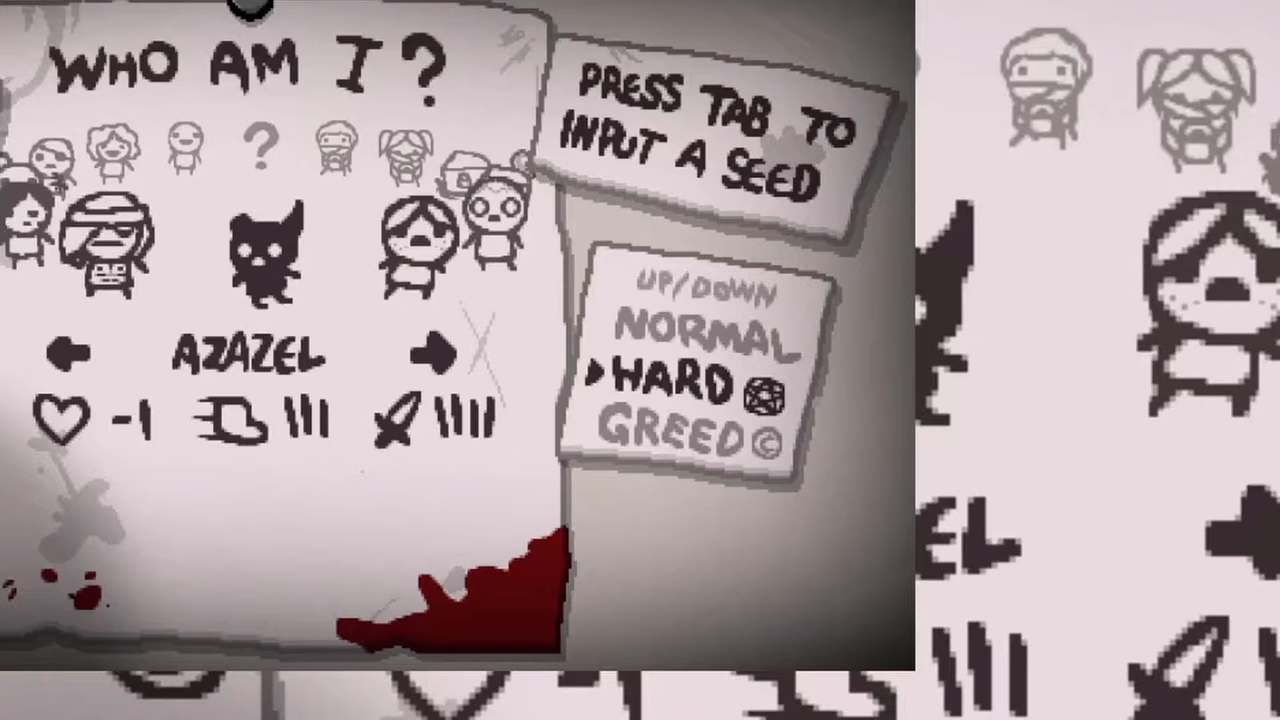 WHO AM I?
?
AZAZEL
-1
PRESS TAB TO
INPUT A SEED
UP/DOWN
NORMAL
HARD
GREED ©
EL